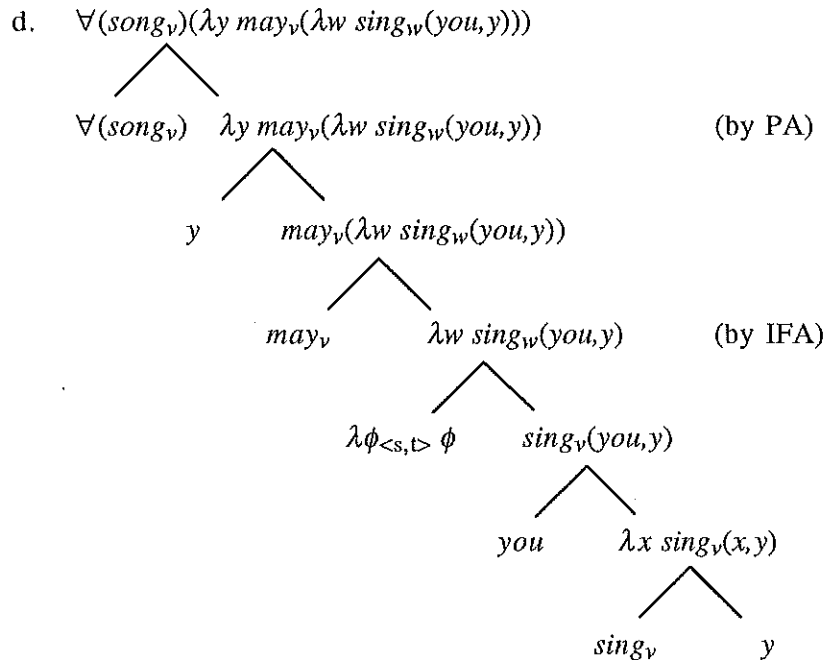 d. ∀(song_v)(λy may_v(λw sing_w(you,y)))
∀(song_v) λy may_v(λw sing_w(you,y)) (by PA)
y may_v(λw sing_w(you,y))
may_v λw sing_w(you,y) (by IFA)
λϕ_<s,t> ϕ sing_v(you,y)
you λx sing_v(x,y)
sing_v y